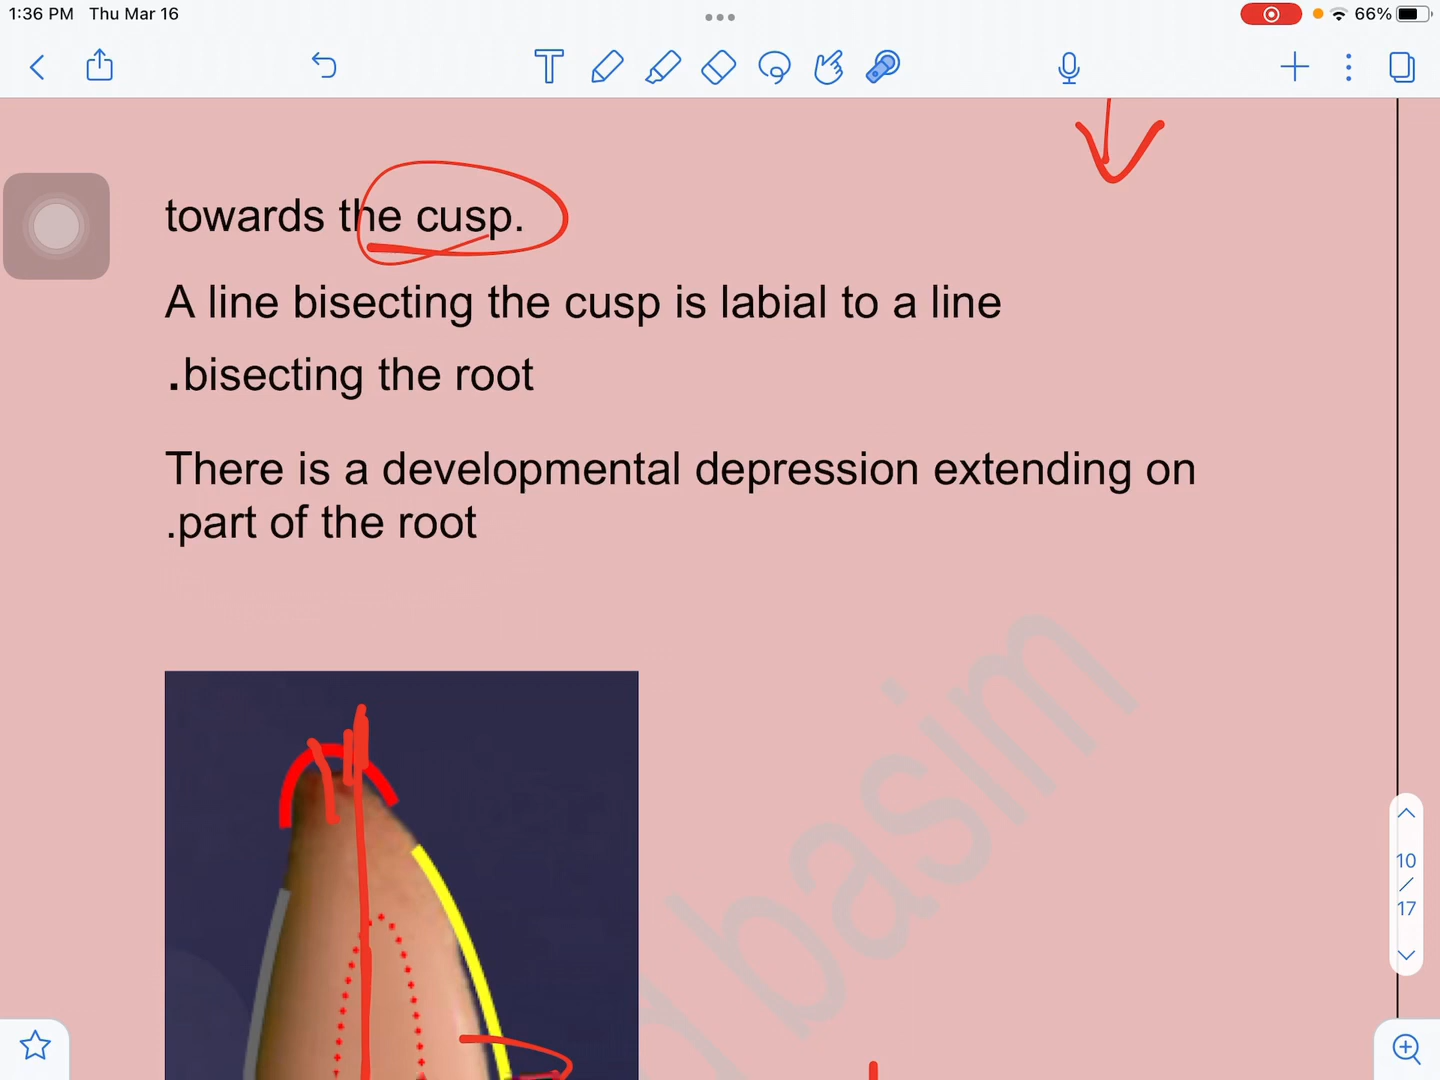 1:36 PM Thu Mar 16
66%
towards the cusp.
A line bisecting the cusp is labial to a line
.bisecting the root
There is a developmental depression extending on
.part of the root
basim
10
/
17